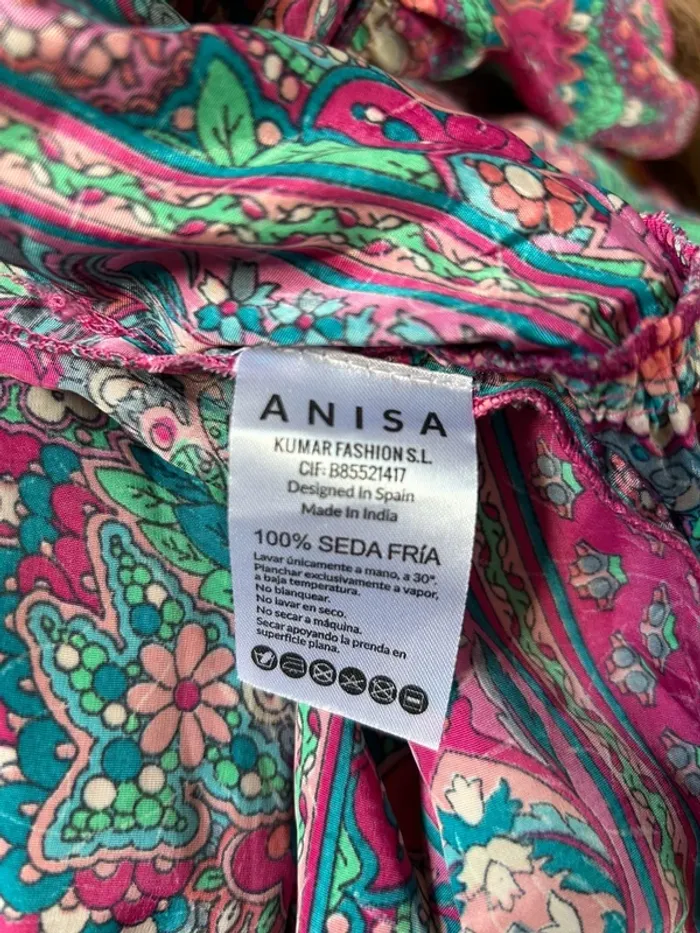 ANISA
KUMAR FASHION S.L.
CIF: B85521417
Designed In Spain
Made In India
100% SEDA FRÍA
Lavar únicamente a mano, a 30°.
Planchar exclusivamente a vapor,
a baja temperatura.
No blanquear.
No lavar en seco.
No secar a máquina.
Secar apoyando la prenda en
superficie plana.